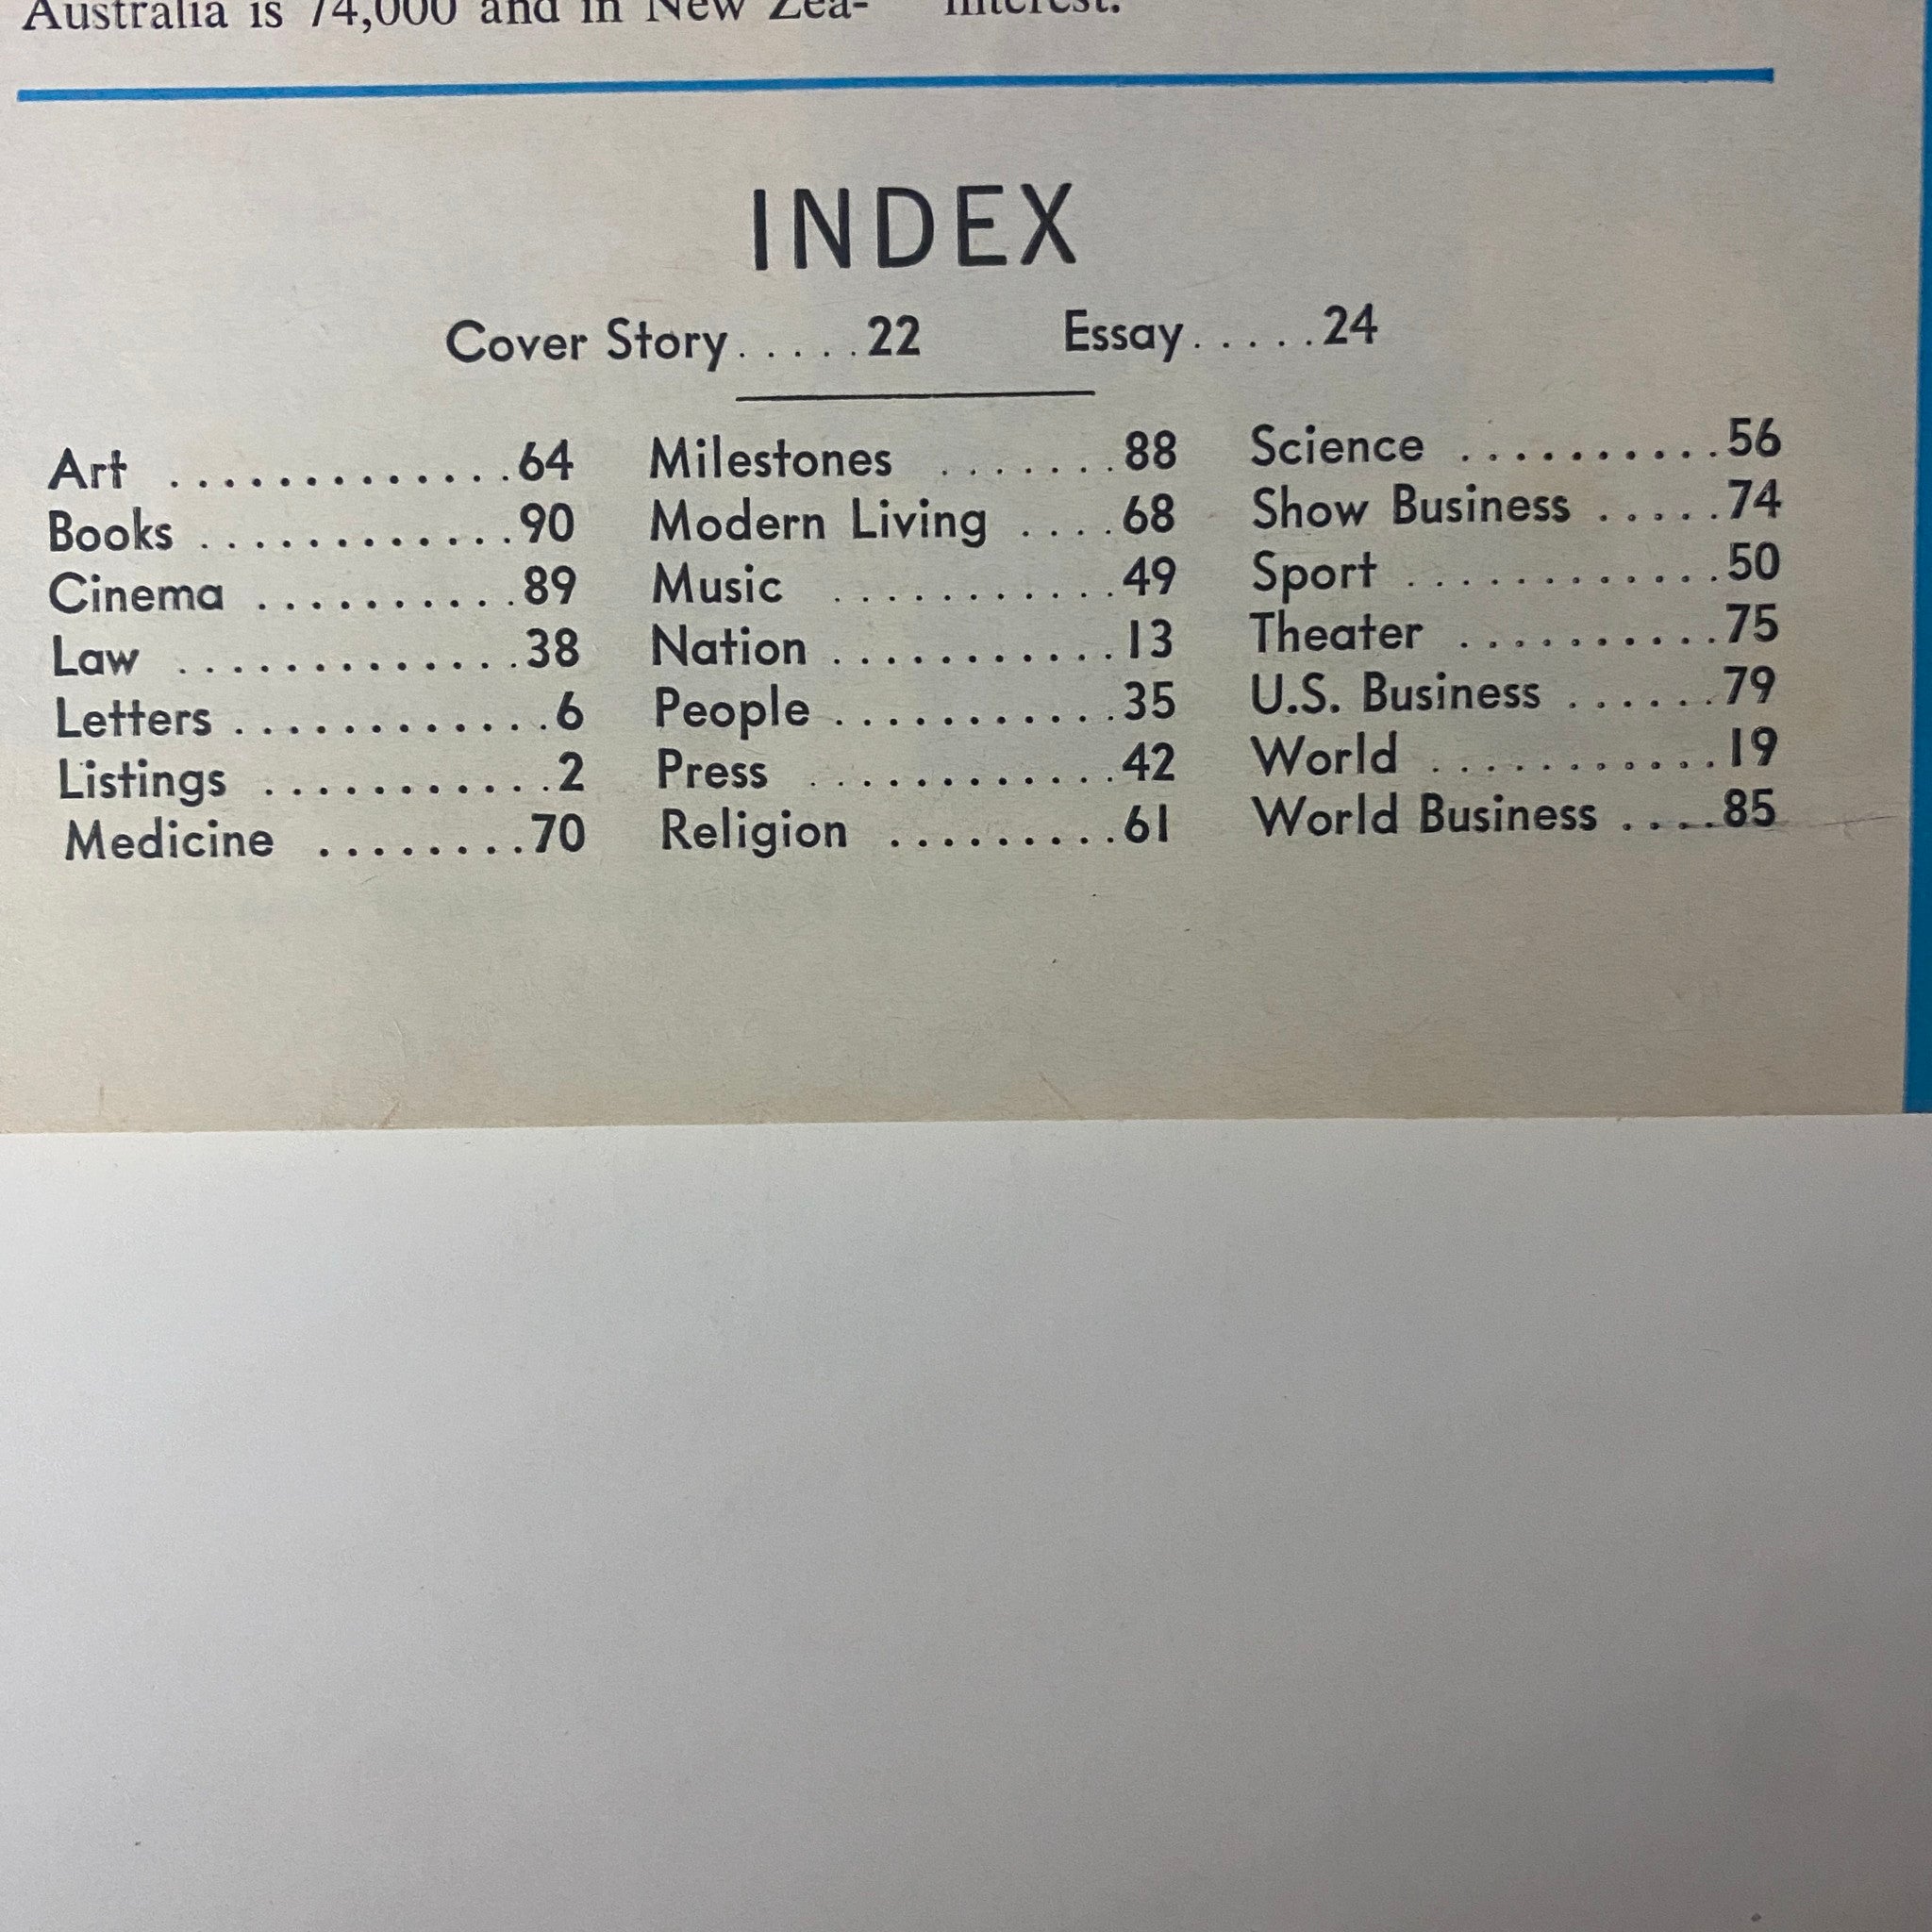 Australia is 74,000 and in New Zea-
interest.
INDEX
Cover Story.....22 Essay.....24
Art .............64
Books ............90
Cinema ..........89
Law .............38
Letters ............6
Listings ...........2
Medicine ........70
Milestones .......88
Modern Living ....68
Music ...........49
Nation ...........13
People ...........35
Press ............42
Religion .........61
Science ..........56
Show Business .....74
Sport ............50
Theater ..........75
U.S. Business ......79
World ...........19
World Business ....85